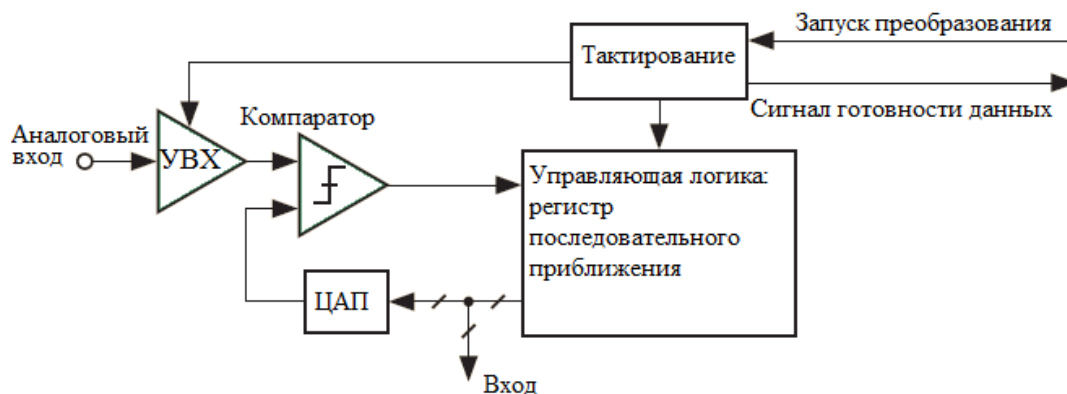 Запуск преобразования
Тактирование
Сигнал готовности данных
Компаратор
Аналоговый
вход
УВХ
Управляющая логика:
регистр
последовательного
приближения
ЦАП
Вход